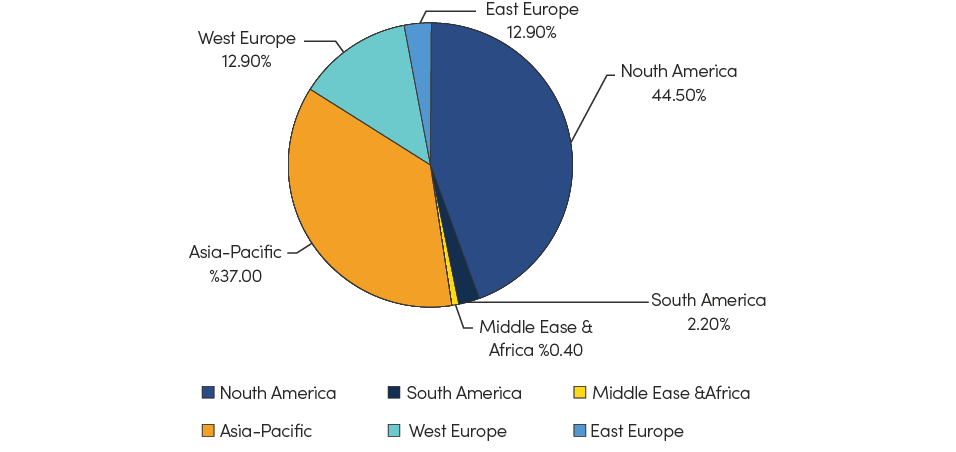 East Europe
12.90%
West Europe
12.90%
Nouth America
44.50%
Asia-Pacific
%37.00
South America
2.20%
Middle Ease &
Africa %0.40
Nouth America
South America
Middle Ease &Africa
Asia-Pacific
West Europe
East Europe